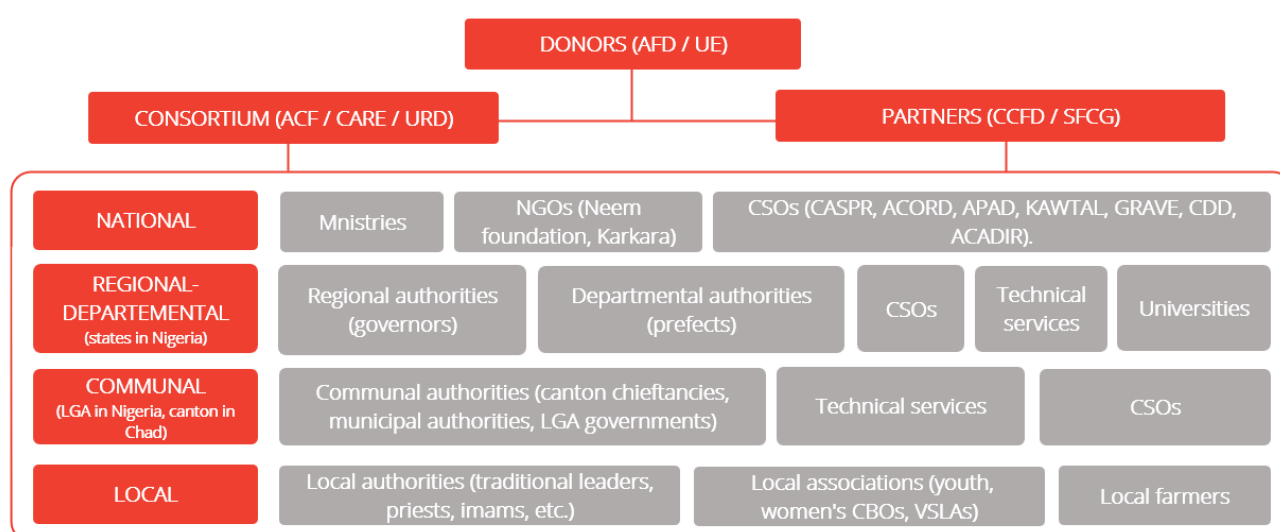 DONORS (AFD / UE)
CONSORTIUM (ACF / CARE / URD)
PARTNERS (CCFD / SFCG)
NATIONAL
Mnistries
NGOs (Neem
foundation, Karkara)
CSOs (CASPR, ACORD, APAD, KAWTAL, GRAVE, CDD,
ACADIR).
REGIONAL-
DEPARTEMENTAL
(states in Nigeria)
Regional authorities
(governors)
Departmental authorities
(prefects)
CSOs
Technical
services
Universities
COMMUNAL
(LGA in Nigeria, canton in
Chad)
Communal authorities (canton chieftancies,
municipal authorities, LGA governments)
Technical services
CSOs
LOCAL
Local authorities (traditional leaders,
priests, imams, etc.)
Local associations (youth,
women's CBOs, VSLAs)
Local farmers